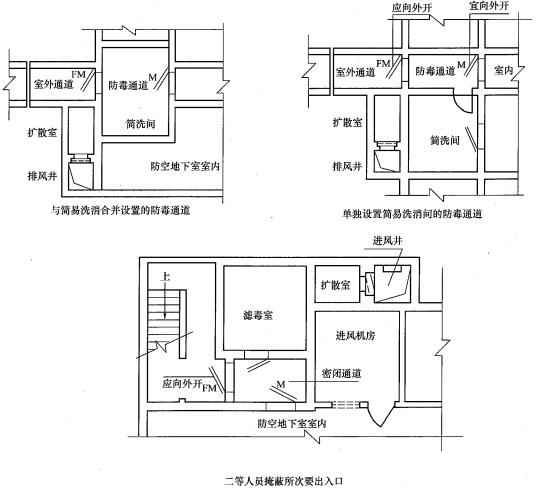 应向外开
宜向外开
室外通道
FM
防毒通道
M
简洗间
扩散室
排风井
防空地下室室内
与简易洗消合并设置的防毒通道
室外通道
FM
防毒通道
M
室内
扩散室
简洗间
排风井
单独设置简易洗消间的防毒通道
进风井
上
扩散室
滤毒室
进风机房
应向外开
FM
M
密闭通道
防空地下室室内
二等人员掩蔽所次要出入口